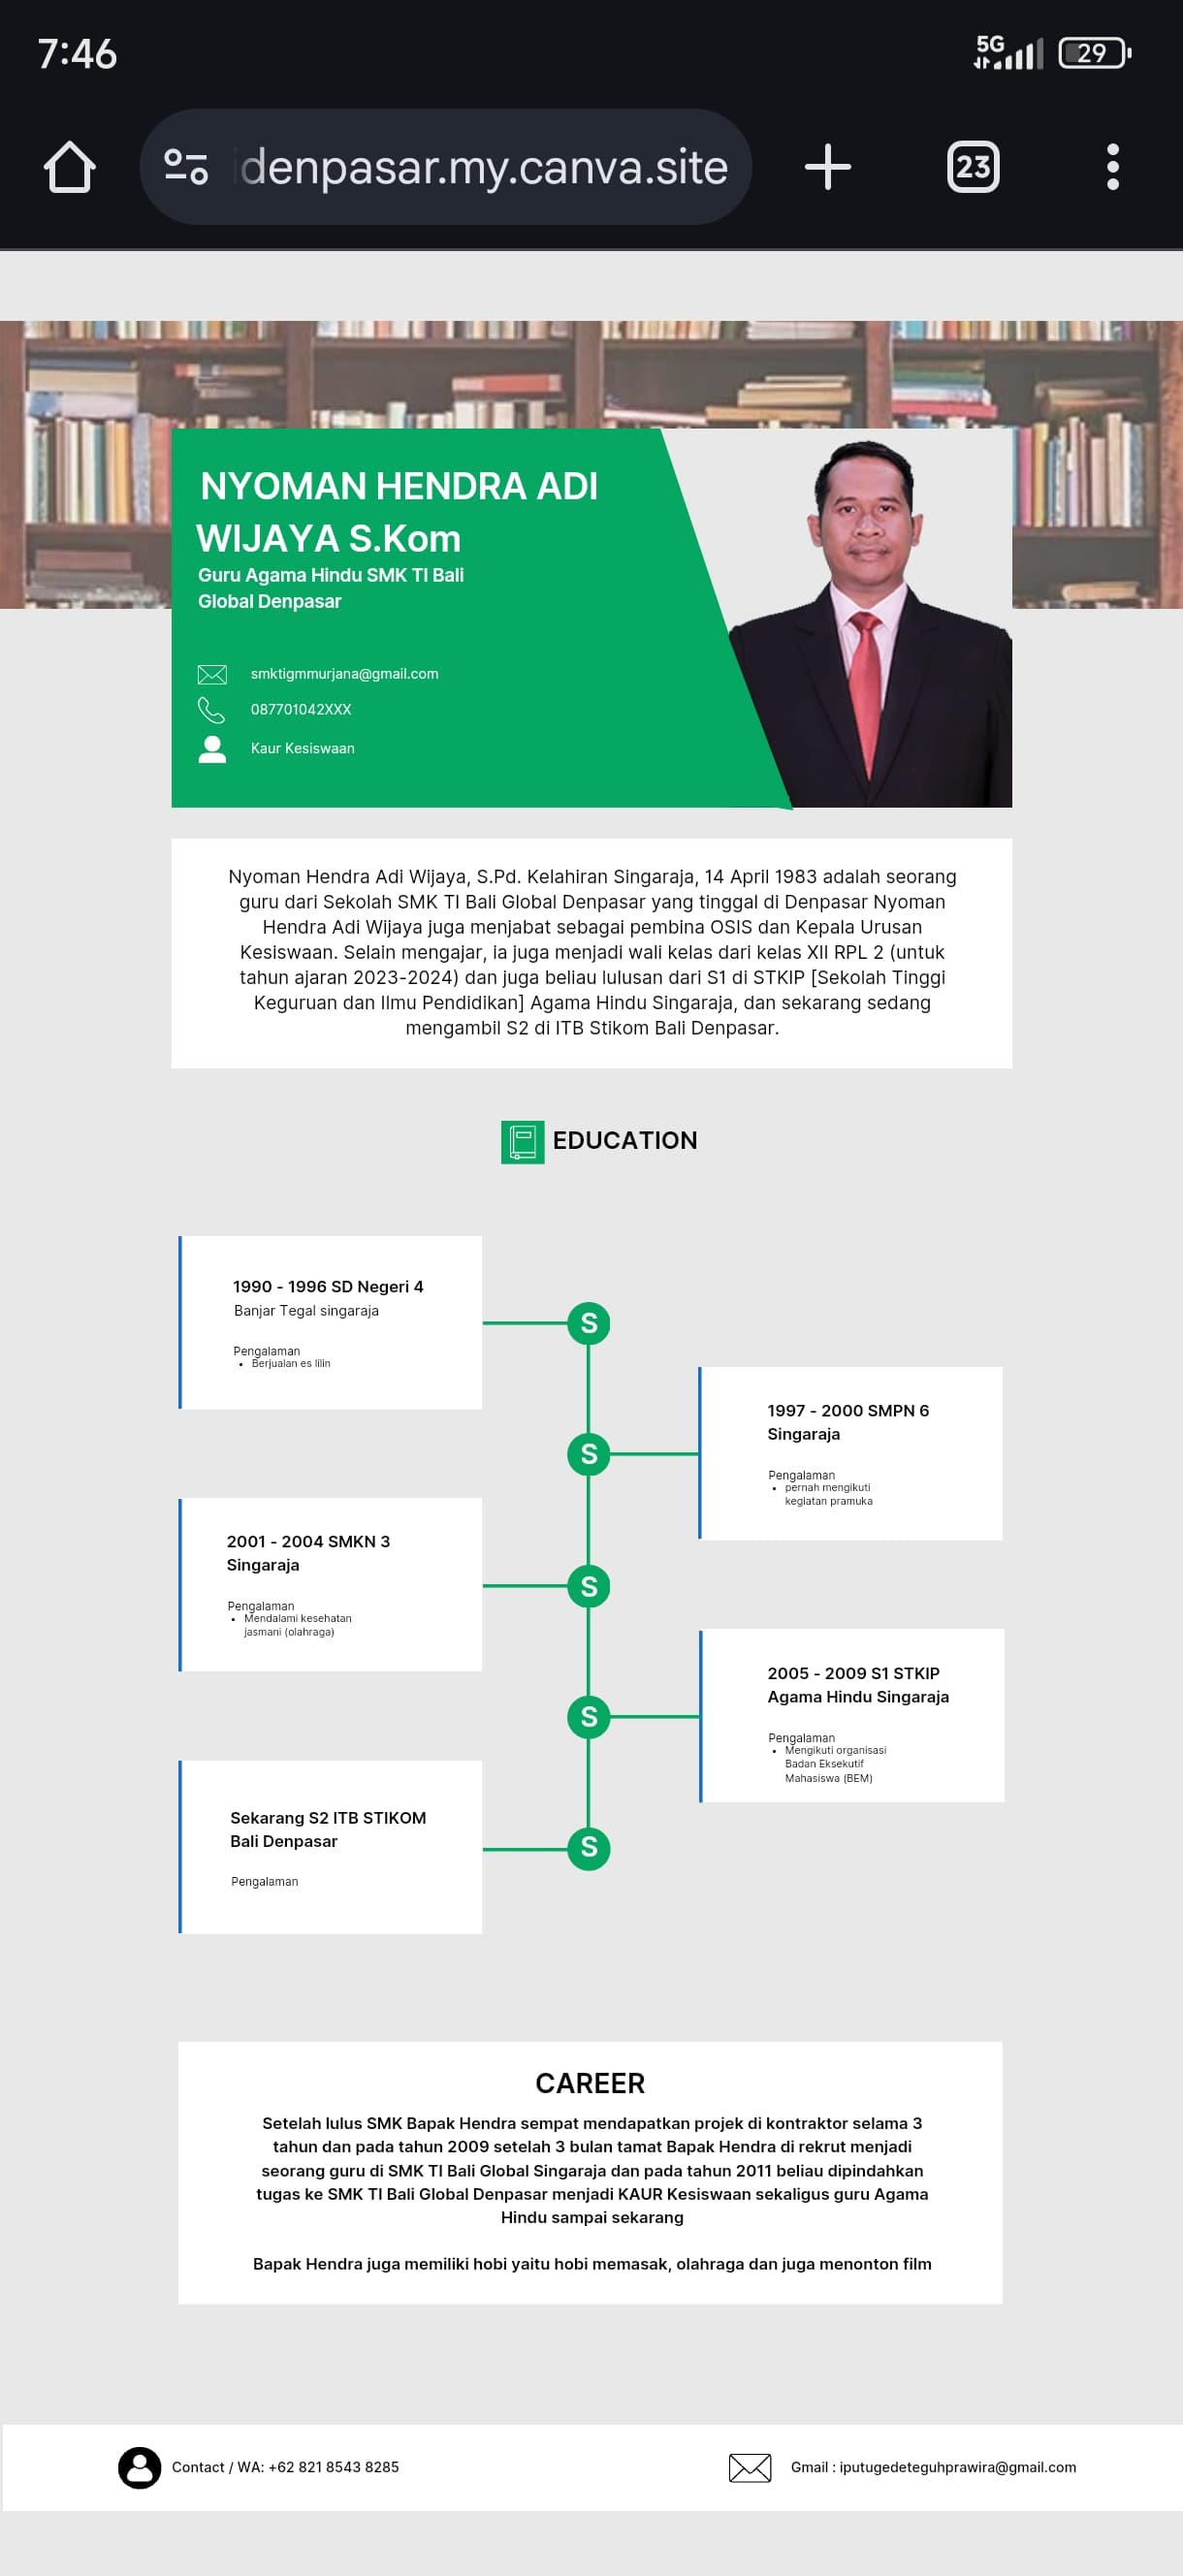 7:46
5G
29
denpasar.my.canva.site
23
NYOMAN HENDRA ADI
WIJAYA S.Kom
Guru Agama Hindu SMK TI Bali
Global Denpasar
smktigmmurjana@gmail.com
087701042XXX
Kaur Kesiswaan
Nyoman Hendra Adi Wijaya, S.Pd. Kelahiran Singaraja, 14 April 1983 adalah seorang
guru dari Sekolah SMK TI Bali Global Denpasar yang tinggal di Denpasar Nyoman
Hendra Adi Wijaya juga menjabat sebagai pembina OSIS dan Kepala Urusan
Kesiswaan. Selain mengajar, ia juga menjadi wali kelas dari kelas XII RPL 2 (untuk
tahun ajaran 2023-2024) dan juga beliau lulusan dari S1 di STKIP [Sekolah Tinggi
Keguruan dan Ilmu Pendidikan] Agama Hindu Singaraja, dan sekarang sedang
mengambil S2 di ITB Stikom Bali Denpasar.
EDUCATION
1990 - 1996 SD Negeri 4
Banjar Tegal singaraja
Pengalaman
• Berjualan es lilin
S
1997 - 2000 SMPN 6
Singaraja
Pengalaman
• pernah mengikuti
kegiatan pramuka
S
2001 - 2004 SMKN 3
Singaraja
Pengalaman
• Mendalami kesehatan
jasmani (olahraga)
S
2005 - 2009 S1 STKIP
Agama Hindu Singaraja
Pengalaman
• Mengikuti organisasi
Badan Eksekutif
Mahasiswa (BEM)
S
Sekarang S2 ITB STIKOM
Bali Denpasar
Pengalaman
S
CAREER
Setelah lulus SMK Bapak Hendra sempat mendapatkan projek di kontraktor selama 3
tahun dan pada tahun 2009 setelah 3 bulan tamat Bapak Hendra di rekrut menjadi
seorang guru di SMK TI Bali Global Singaraja dan pada tahun 2011 beliau dipindahkan
tugas ke SMK TI Bali Global Denpasar menjadi KAUR Kesiswaan sekaligus guru Agama
Hindu sampai sekarang
Bapak Hendra juga memiliki hobi yaitu hobi memasak, olahraga dan juga menonton film
Contact / WA: +62 821 8543 8285
Gmail : iputugedeteguhprawira@gmail.com